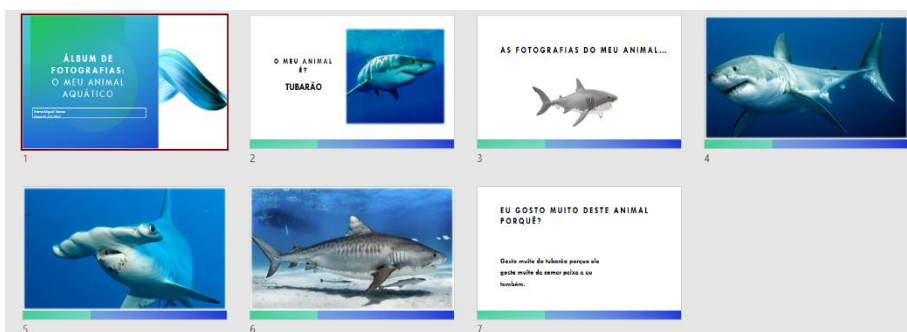 ÁLBUM DE
FOTOGRAFIAS:
O MEU ANIMAL
AQUÁTICO
1
O MEU ANIMAL
É?
TUBARÃO
2
AS FOTOGRAFIAS DO MEU ANIMAL...
3
4
5
6
EU GOSTO MUITO DESTE ANIMAL
PORQUÊ?
Gosto muito do tubarão porque ele
gosta muito de comer peixe e eu
também.
7